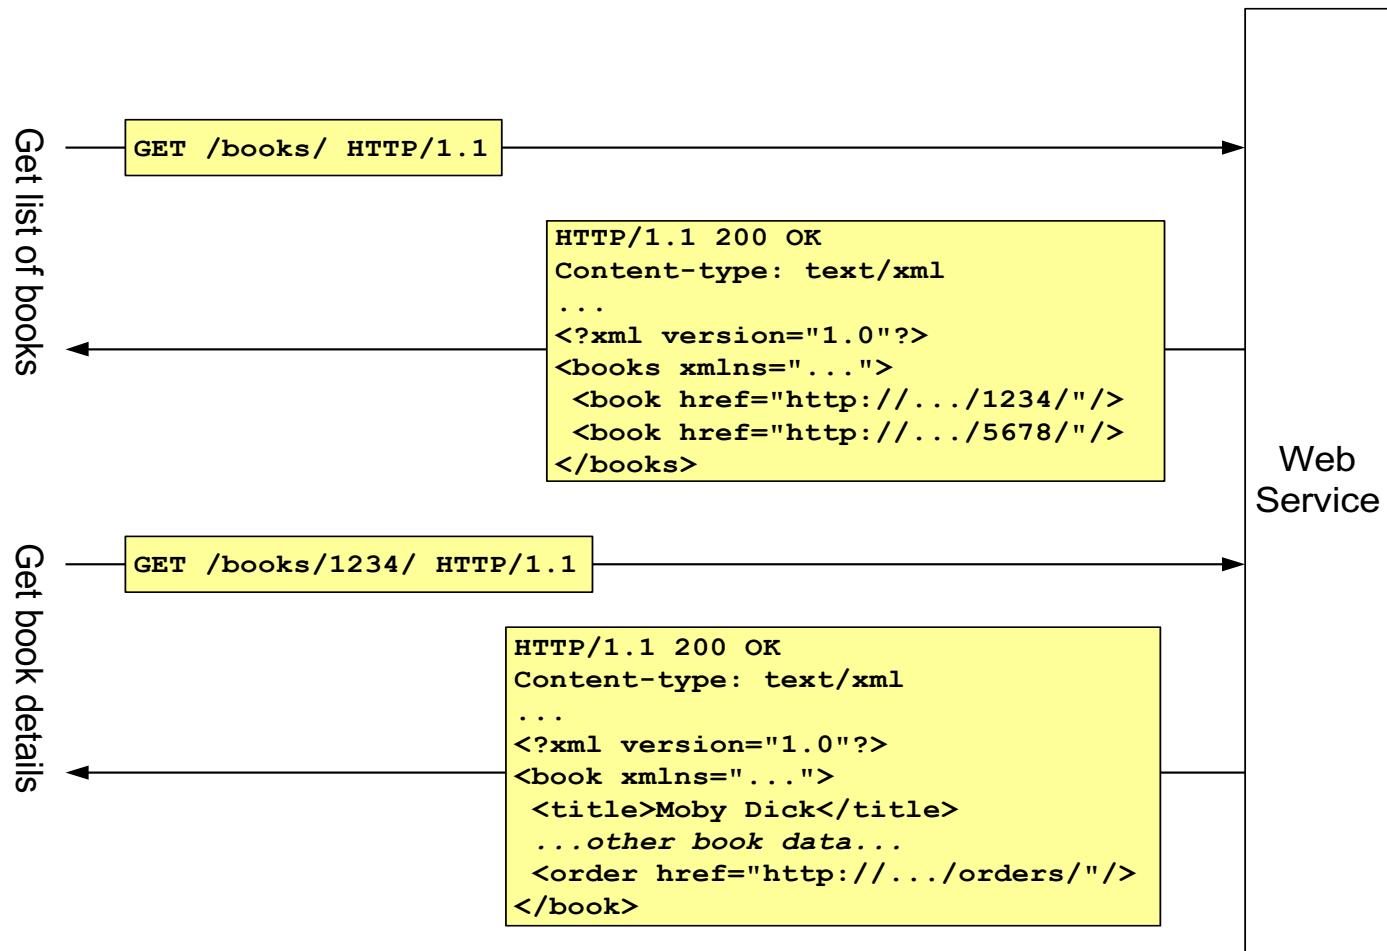 Get list of books
GET /books/ HTTP/1.1
HTTP/1.1 200 OK
Content-type: text/xml
...
<?xml version="1.0"?>
<books xmlns="...">
 <book href="http://.../1234/"/>
 <book href="http://.../5678/"/>
</books>
Web
Service
Get book details
GET /books/1234/ HTTP/1.1
HTTP/1.1 200 OK
Content-type: text/xml
...
<?xml version="1.0"?>
<book xmlns="...">
 <title>Moby Dick</title>
 ...other book data...
 <order href="http://.../orders/"/>
</book>